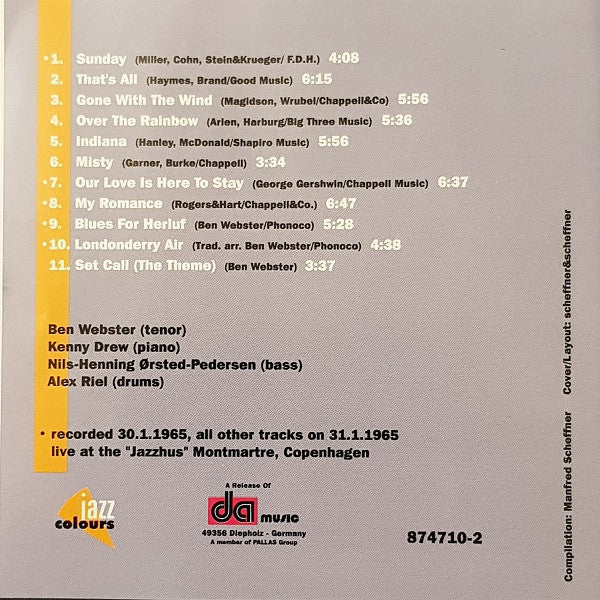 •1. Sunday (Miller, Cohn, Stein&Krueger/ F.D.H.) 4:08
2. That's All (Haymes, Brand/Good Music) 6:15
3. Gone With The Wind (Magidson, Wrubel/Chappell&Co) 5:56
4. Over The Rainbow (Arlen, Harburg/Big Three Music) 5:36
5. Indiana (Hanley, McDonald/Shapiro Music) 5:56
6. Misty (Garner, Burke/Chappell) 3:34
•7. Our Love Is Here To Stay (George Gershwin/Chappell Music) 6:37
•8. My Romance (Rogers&Hart/Chappell&Co.) 6:47
•9. Blues For Herluf (Ben Webster/Phonoco) 5:28
•10. Londonderry Air (Trad. arr. Ben Webster/Phonoco) 4:38
11. Set Call (The Theme) (Ben Webster) 3:37
Ben Webster (tenor)
Kenny Drew (piano)
Nils-Henning Ørsted-Pedersen (bass)
Alex Riel (drums)
• recorded 30.1.1965, all other tracks on 31.1.1965
live at the "Jazzhus" Montmartre, Copenhagen
jazz
colours
A Release Of
da music
49356 Diepholz - Germany
A member of PALLAS Group
874710-2
Compilation: Manfred Scheffner Cover/Layout: scheffner&scheffner